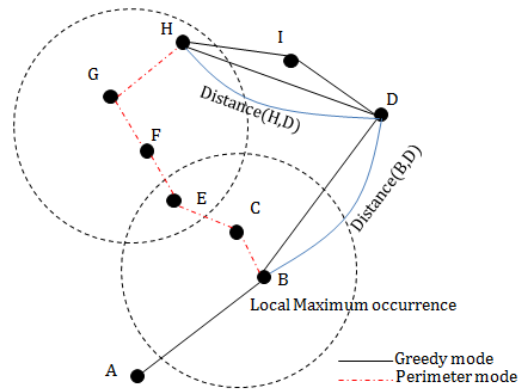 H
I
G
D
Distance(H,D)
F
Distance(B,D)
E
C
B
Local Maximum occurrence
A
Greedy mode
Perimeter mode